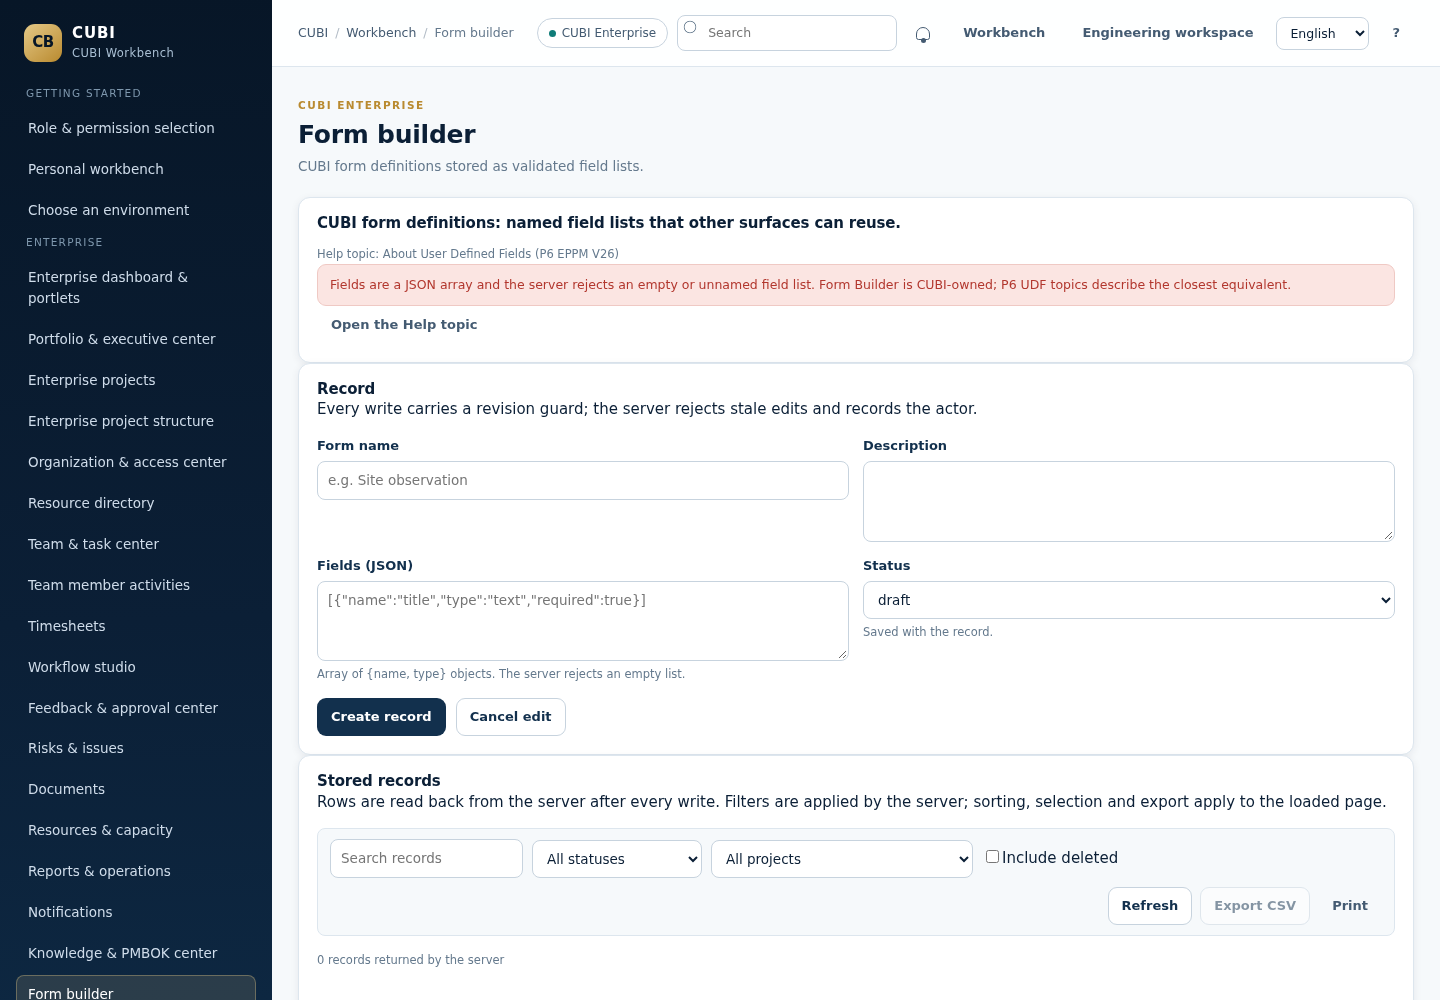 CB
CUBI
CUBI Workbench
GETTING STARTED
Role & permission selection
Personal workbench
Choose an environment
ENTERPRISE
Enterprise dashboard &
portlets
Portfolio & executive center
Enterprise projects
Enterprise project structure
Organization & access center
Resource directory
Team & task center
Team member activities
Timesheets
Workflow studio
Feedback & approval center
Risks & issues
Documents
Resources & capacity
Reports & operations
Notifications
Knowledge & PMBOK center
Form builder
CUBI / Workbench / Form builder
CUBI Enterprise
Search
Workbench
Engineering workspace
English
?
CUBI ENTERPRISE
Form builder
CUBI form definitions stored as validated field lists.
CUBI form definitions: named field lists that other surfaces can reuse.
Help topic: About User Defined Fields (P6 EPPM V26)
Fields are a JSON array and the server rejects an empty or unnamed field list. Form Builder is CUBI-owned; P6 UDF topics describe the closest equivalent.
Open the Help topic
Record
Every write carries a revision guard; the server rejects stale edits and records the actor.
Form name
e.g. Site observation
Description
Fields (JSON)
[{"name":"title","type":"text","required":true}]
Array of {name, type} objects. The server rejects an empty list.
Status
draft
Saved with the record.
Create record
Cancel edit
Stored records
Rows are read back from the server after every write. Filters are applied by the server; sorting, selection and export apply to the loaded page.
Search records
All statuses
All projects
Include deleted
Refresh
Export CSV
Print
0 records returned by the server